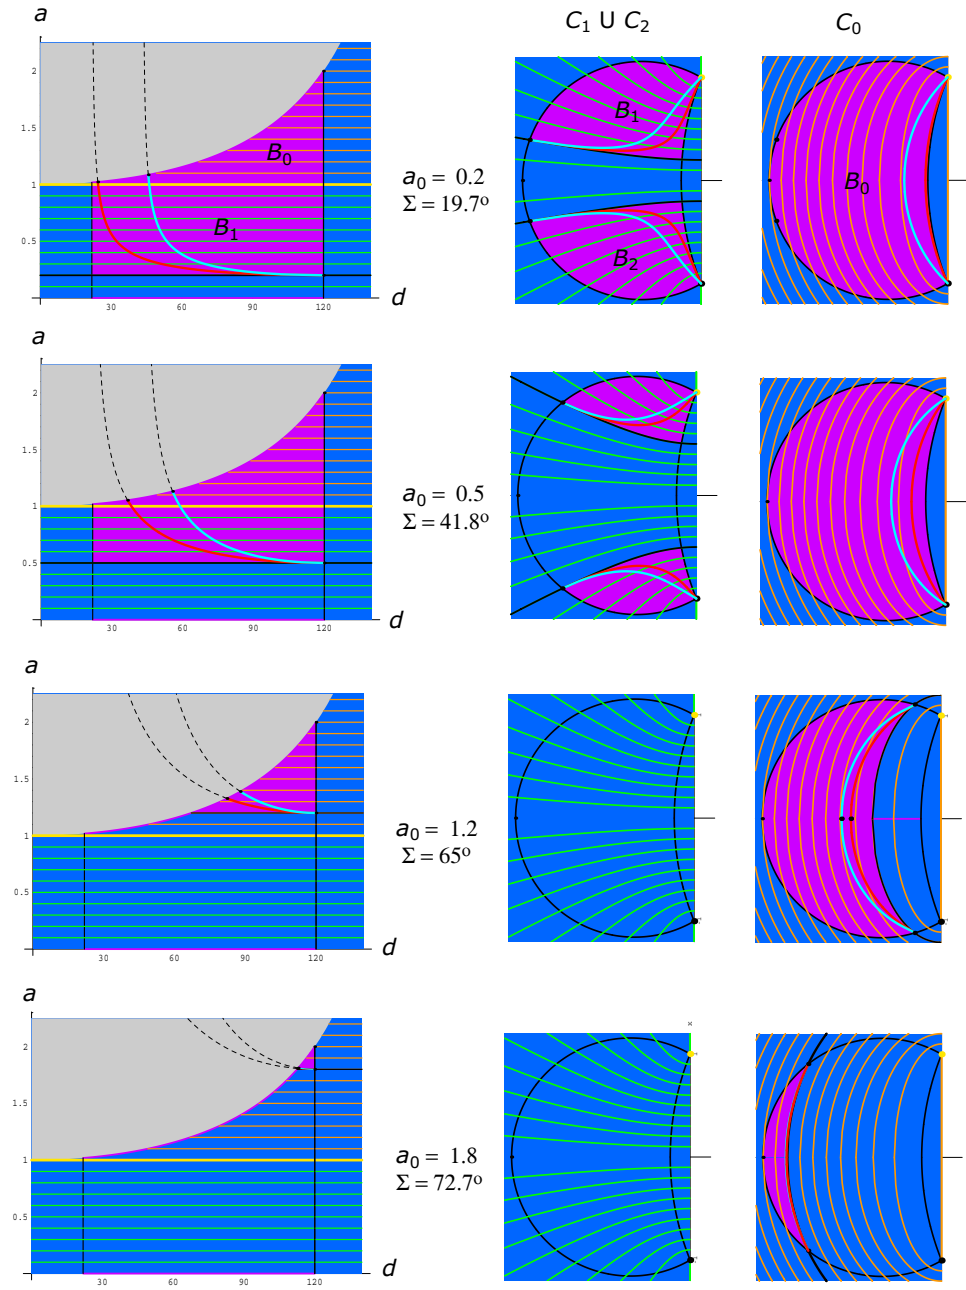 a
C₁ U C₂
C₀
2
1.5
1
0.5
30
60
90
120
d
B₀
B₁
a₀ = 0.2
Σ = 19.7º
B₁
B₂
B₀
a
2
1.5
1
0.5
30
60
90
120
d
a₀ = 0.5
Σ = 41.8º
a
2
1.5
1
0.5
30
60
90
120
d
a₀ = 1.2
Σ = 65º
a
2
1.5
1
0.5
30
60
90
120
d
a₀ = 1.8
Σ = 72.7º
x